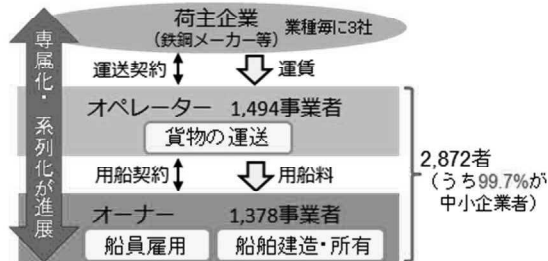 専属化・系列化が進展
荷主企業
(鉄鋼メーカー等)
業種毎に3社
運送契約
運賃
オペレーター 1,494事業者
貨物の運送
用船契約
用船料
オーナー 1,378事業者
船員雇用
船舶建造・所有
2,872者
(うち99.7%が
中小企業者)